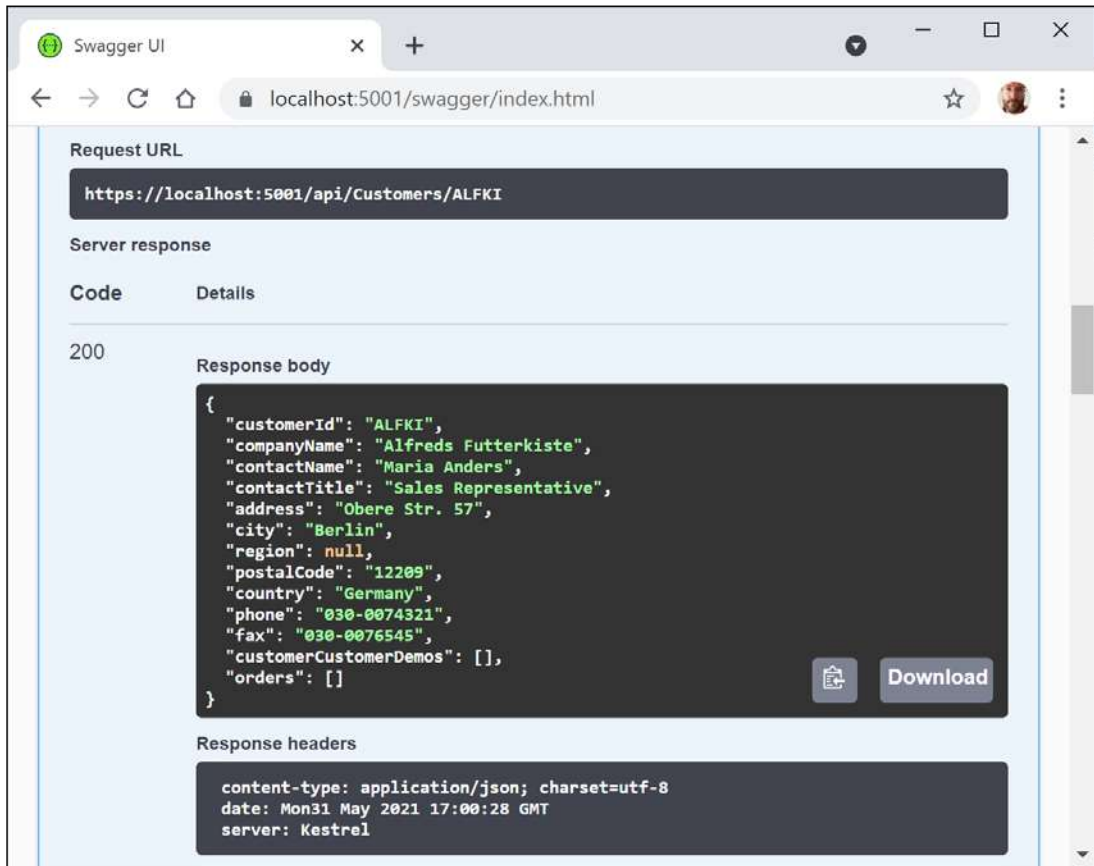 Swagger UI
localhost:5001/swagger/index.html
Request URL
https://localhost:5001/api/Customers/ALFKI
Server response
Code Details
200
Response body
{
"customerId": "ALFKI",
"companyName": "Alfreds Futterkiste",
"contactName": "Maria Anders",
"contactTitle": "Sales Representative",
"address": "Obere Str. 57",
"city": "Berlin",
"region": null,
"postalCode": "12209",
"country": "Germany",
"phone": "030-0074321",
"fax": "030-0076545",
"customerCustomerDemos": [],
"orders": []
}
Download
Response headers
content-type: application/json; charset=utf-8
date: Mon31 May 2021 17:00:28 GMT
server: Kestrel